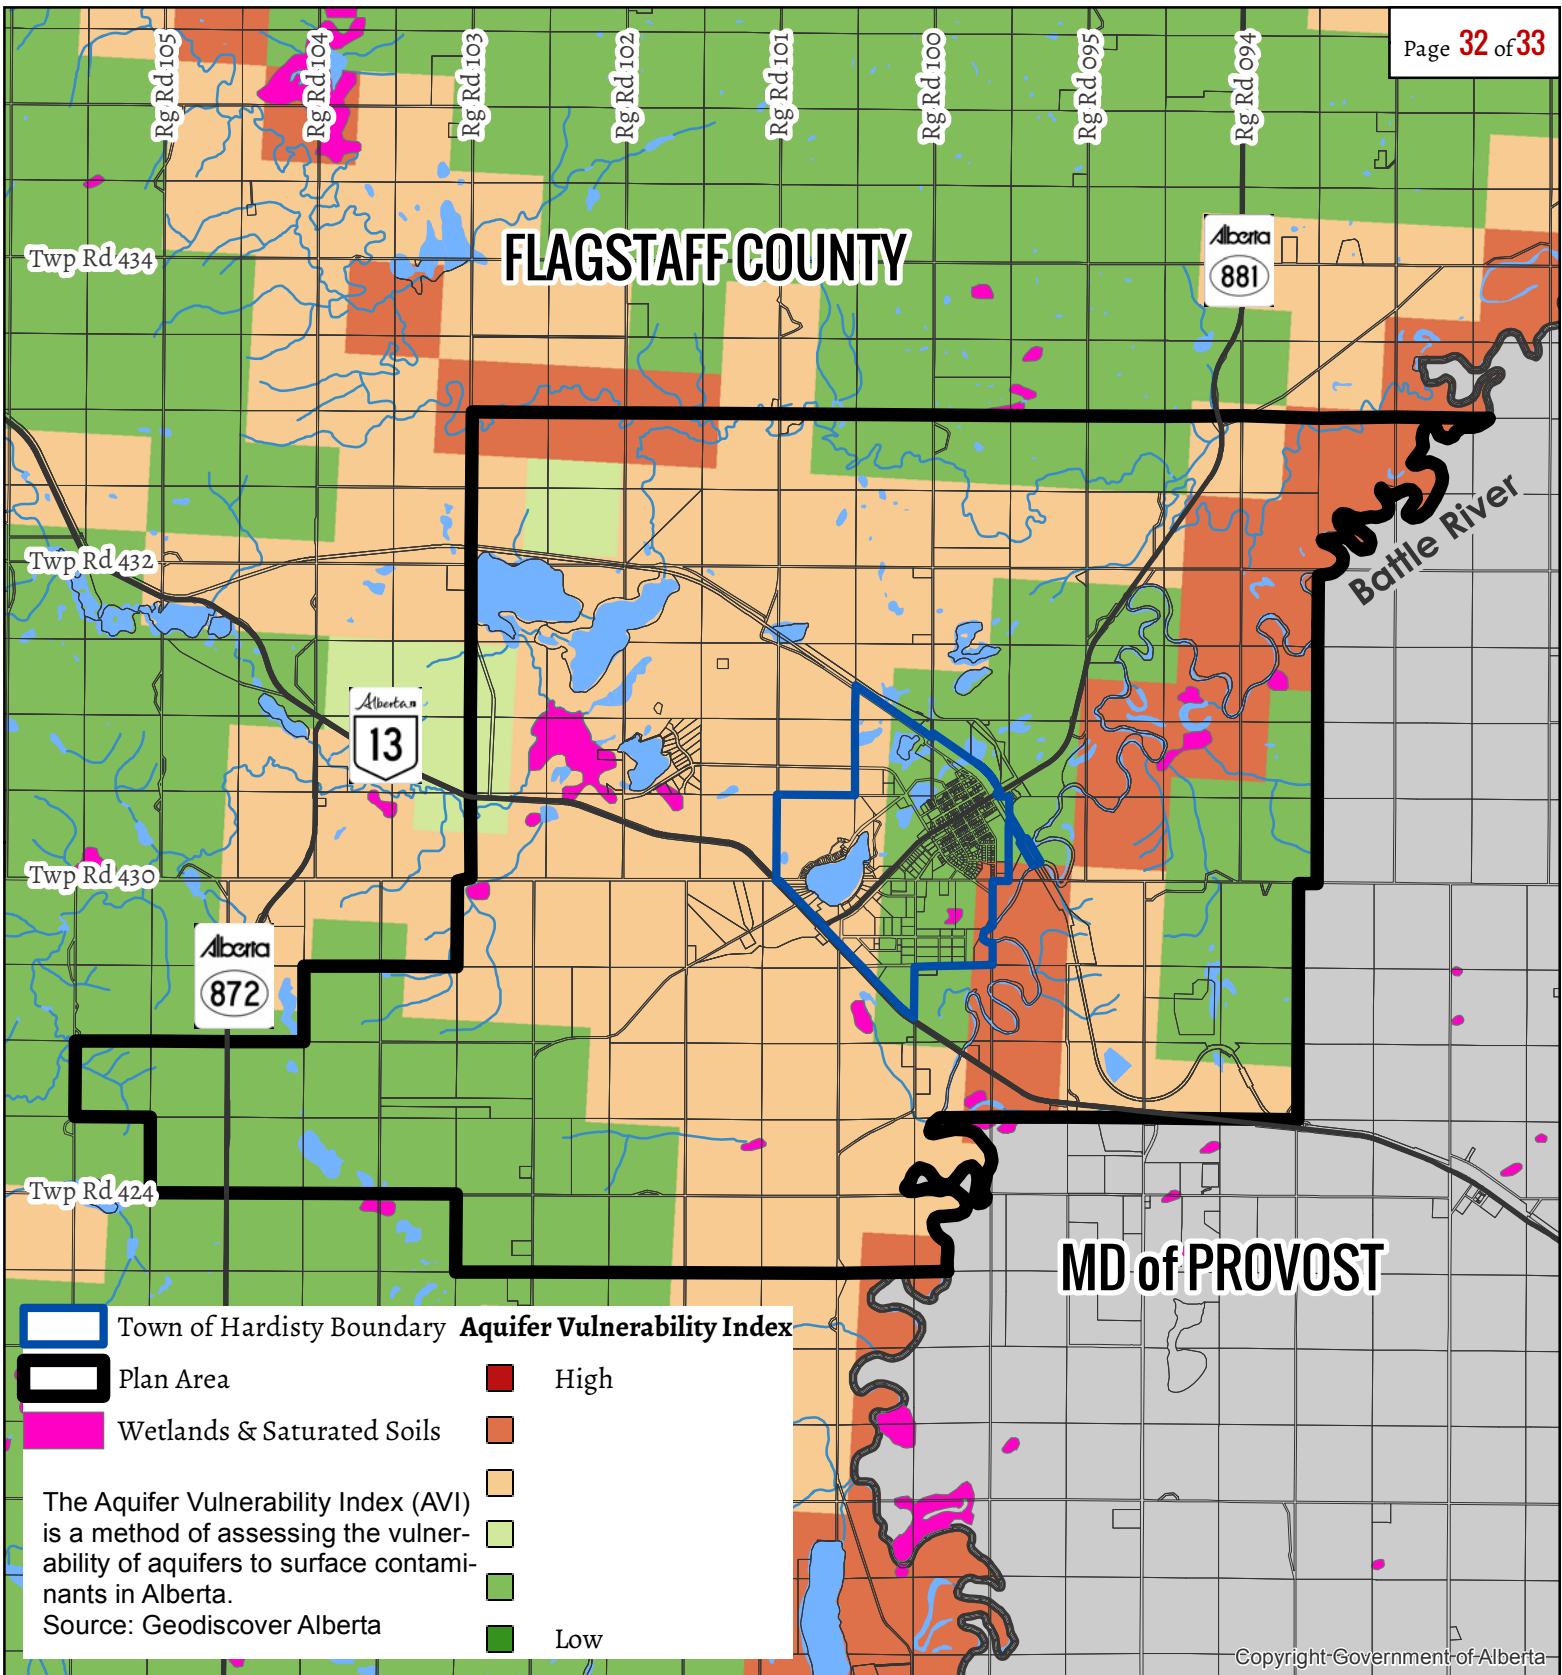 Page 32 of 33
Rg Rd 105
Rg Rd 104
Rg Rd 103
Rg Rd 102
Rg Rd 101
Rg Rd 100
Rg Rd 095
Rg Rd 094
Twp Rd 434
FLAGSTAFF COUNTY
Alberta
881
Twp Rd 432
Battle River
Alberta
13
Twp Rd 430
Alberta
872
Twp Rd 424
MD of PROVOST
Town of Hardisty Boundary
Plan Area
Wetlands & Saturated Soils
Aquifer Vulnerability Index
High
Low
The Aquifer Vulnerability Index (AVI)
is a method of assessing the vulner-
ability of aquifers to surface contami-
nants in Alberta.
Source: Geodiscover Alberta
Copyright Government of Alberta